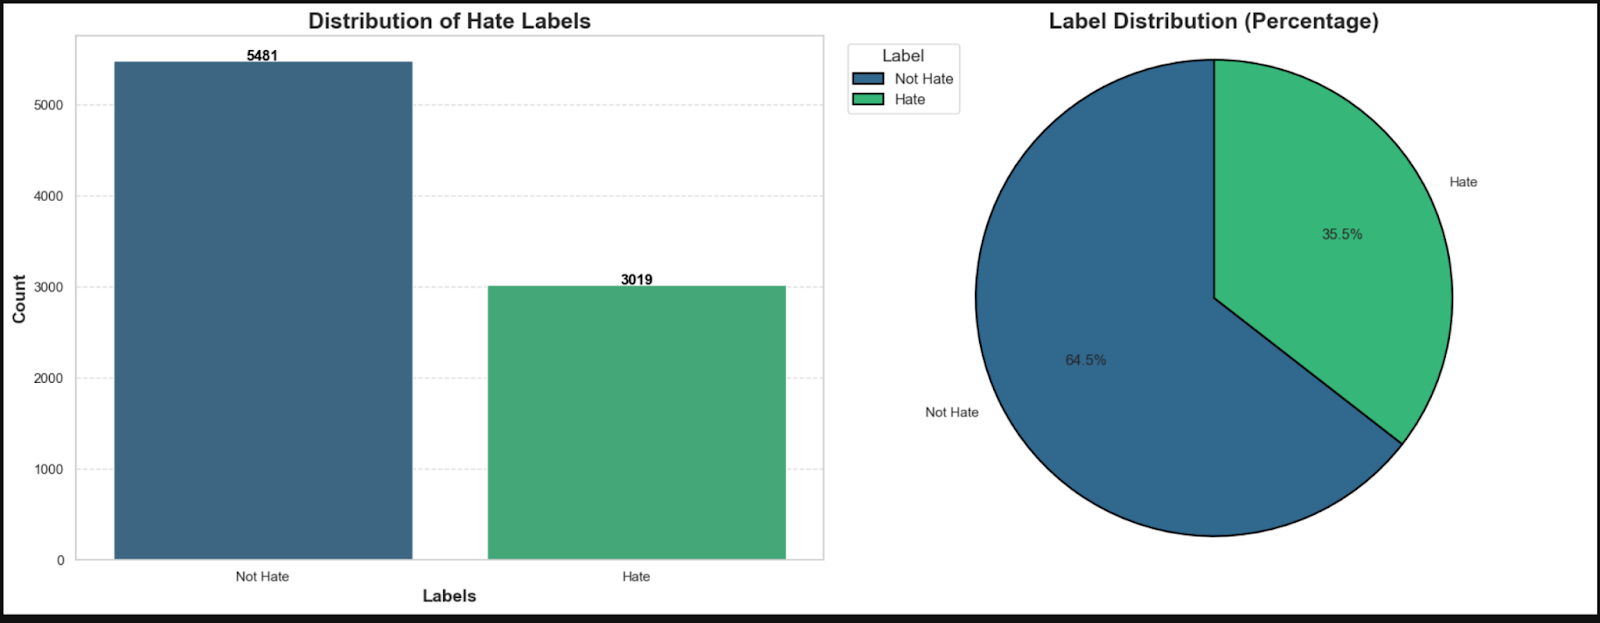 Distribution of Hate Labels
5481
3019
5000
4000
3000
2000
1000
0
Count
Not Hate
Hate
Labels
Label Distribution (Percentage)
Label
Not Hate
Hate
Hate
35.5%
64.5%
Not Hate